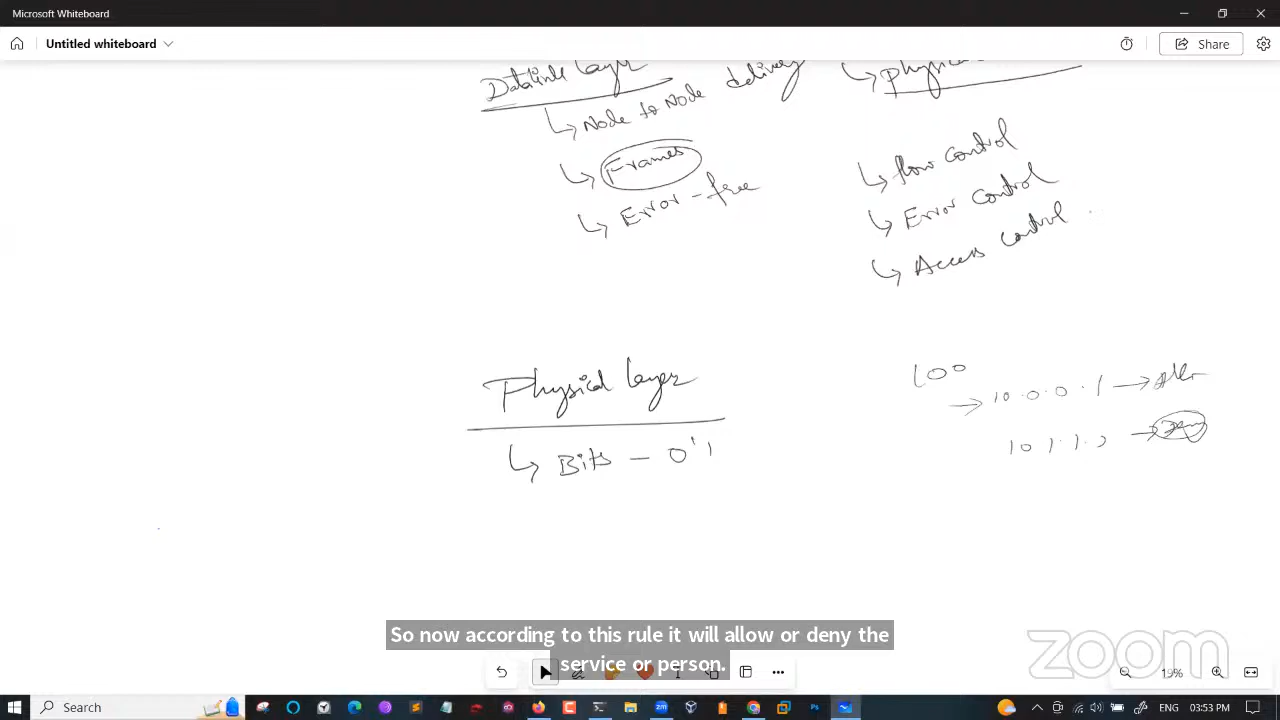 Microsoft Whiteboard
Untitled whiteboard
Share
Datalink layer
↳ Node to Node delivery
↳ Frames
↳ Error-free
↳ Physical
↳ flow control
↳ Error control
↳ Access control
Physical layer
↳ Bits - 0'1
100
→ 10.0.0.1 →
10.1.1.2 →
So now according to this rule it will allow or deny the
service or person.
zoom
19%
Search
ENG
03:53 PM